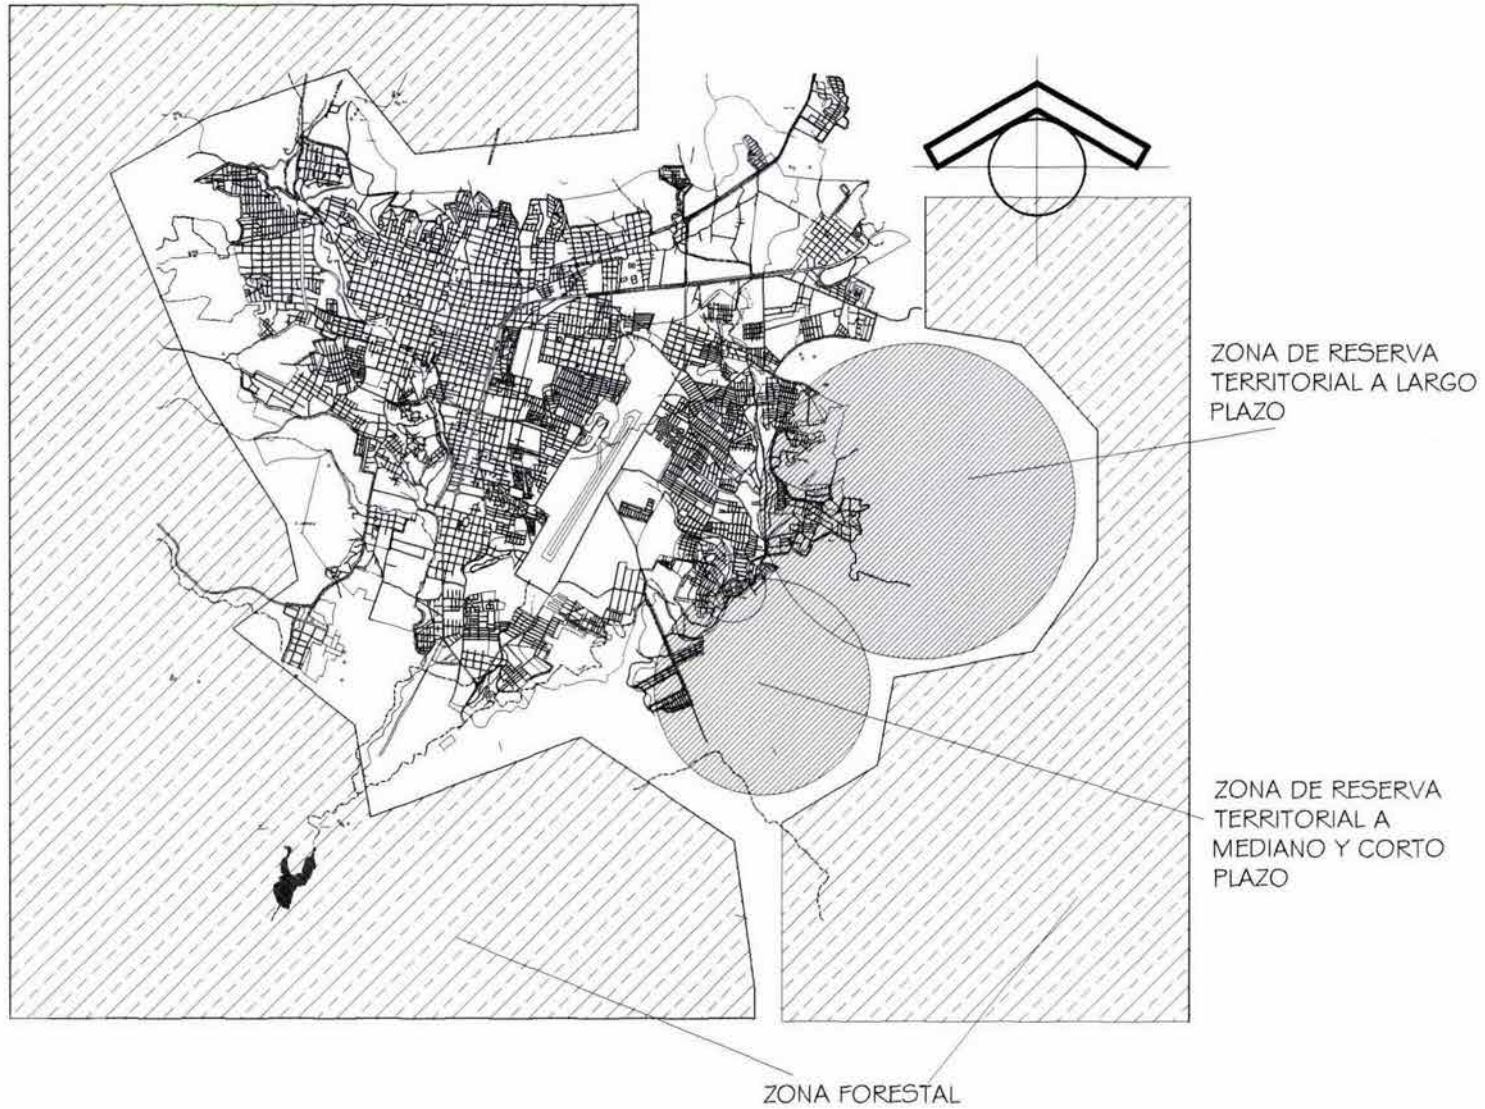 ZONA DE RESERVA
TERRITORIAL A LARGO
PLAZO
ZONA DE RESERVA
TERRITORIAL A
MEDIANO Y CORTO
PLAZO
ZONA FORESTAL